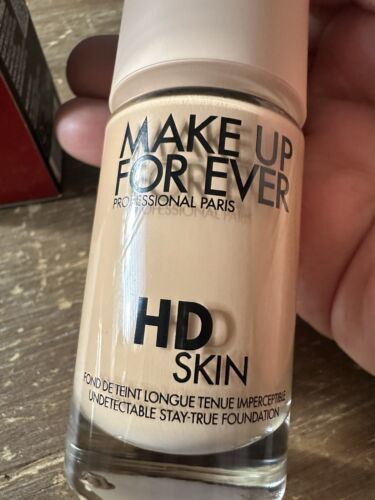 MAKE UP
FOR EVER
PROFESSIONAL PARIS
HD
SKIN
FOND DE TEINT LONGUE TENUE IMPERCEPTIBLE
UNDETECTABLE STAY-TRUE FOUNDATION